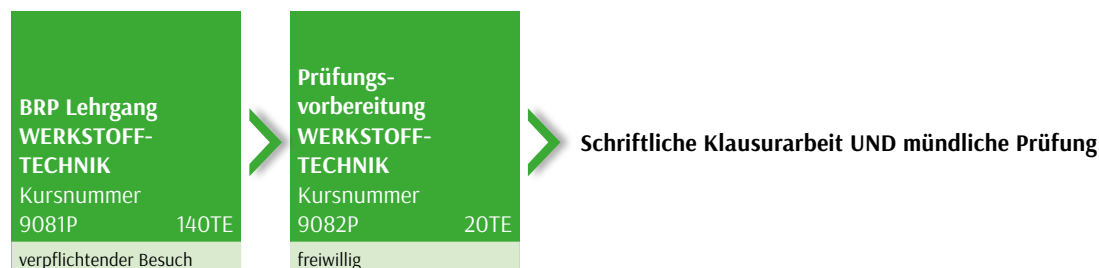 BRP Lehrgang
WERKSTOFF-
TECHNIK
Kursnummer
9081P 140TE
verpflichtender Besuch
Prüfungs-
vorbereitung
WERKSTOFF-
TECHNIK
Kursnummer
9082P 20TE
freiwillig
Schriftliche Klausurarbeit UND mündliche Prüfung